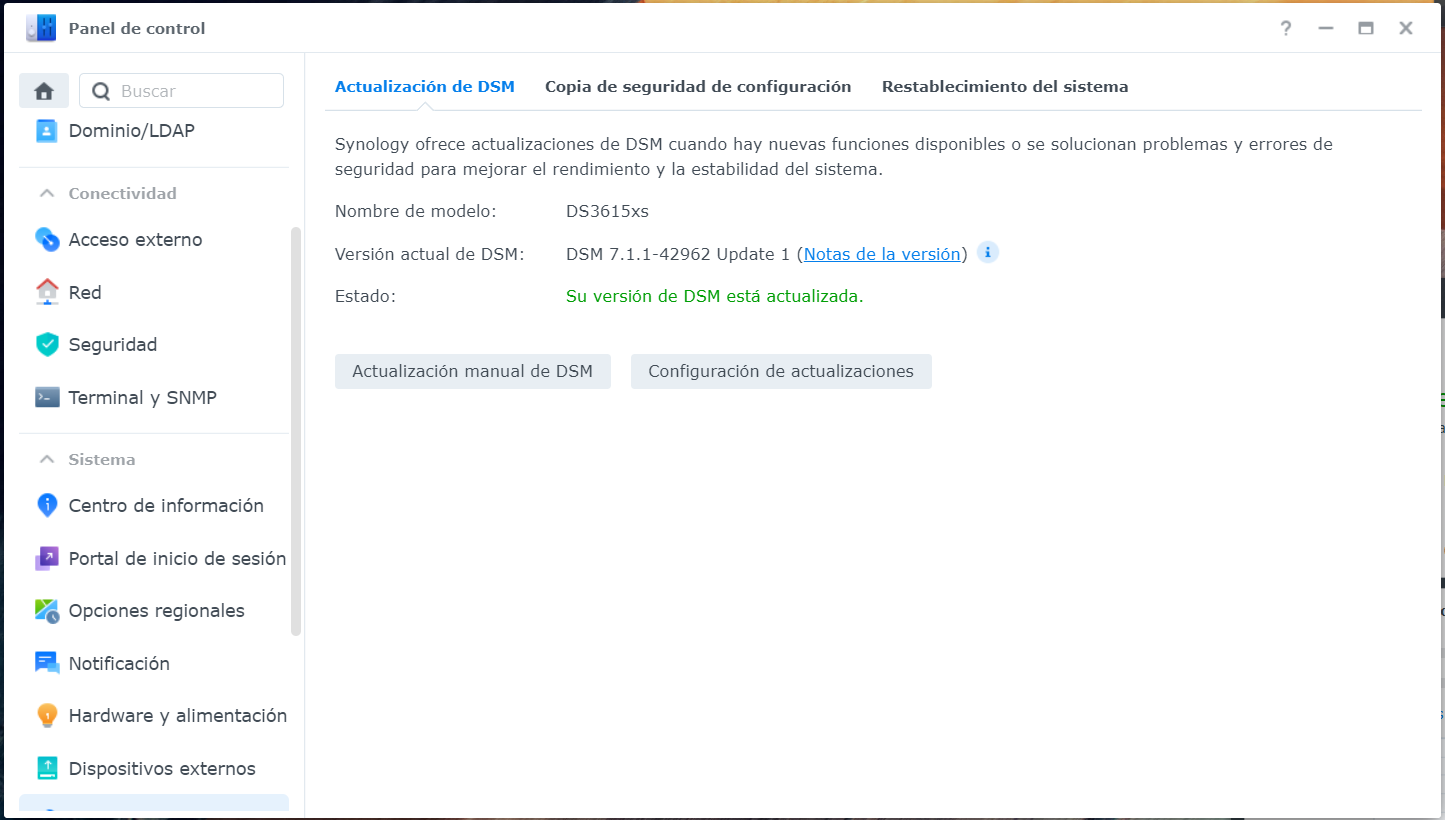 Panel de control
Buscar
Dominio/LDAP
Conectividad
Acceso externo
Red
Seguridad
Terminal y SNMP
Sistema
Centro de información
Portal de inicio de sesión
Opciones regionales
Notificación
Hardware y alimentación
Dispositivos externos
Actualización de DSM Copia de seguridad de configuración Restablecimiento del sistema
Synology ofrece actualizaciones de DSM cuando hay nuevas funciones disponibles o se solucionan problemas y errores de
seguridad para mejorar el rendimiento y la estabilidad del sistema.
Nombre de modelo: DS3615xs
Versión actual de DSM: DSM 7.1.1-42962 Update 1 (Notas de la versión)
Estado: Su versión de DSM está actualizada.
Actualización manual de DSM Configuración de actualizaciones